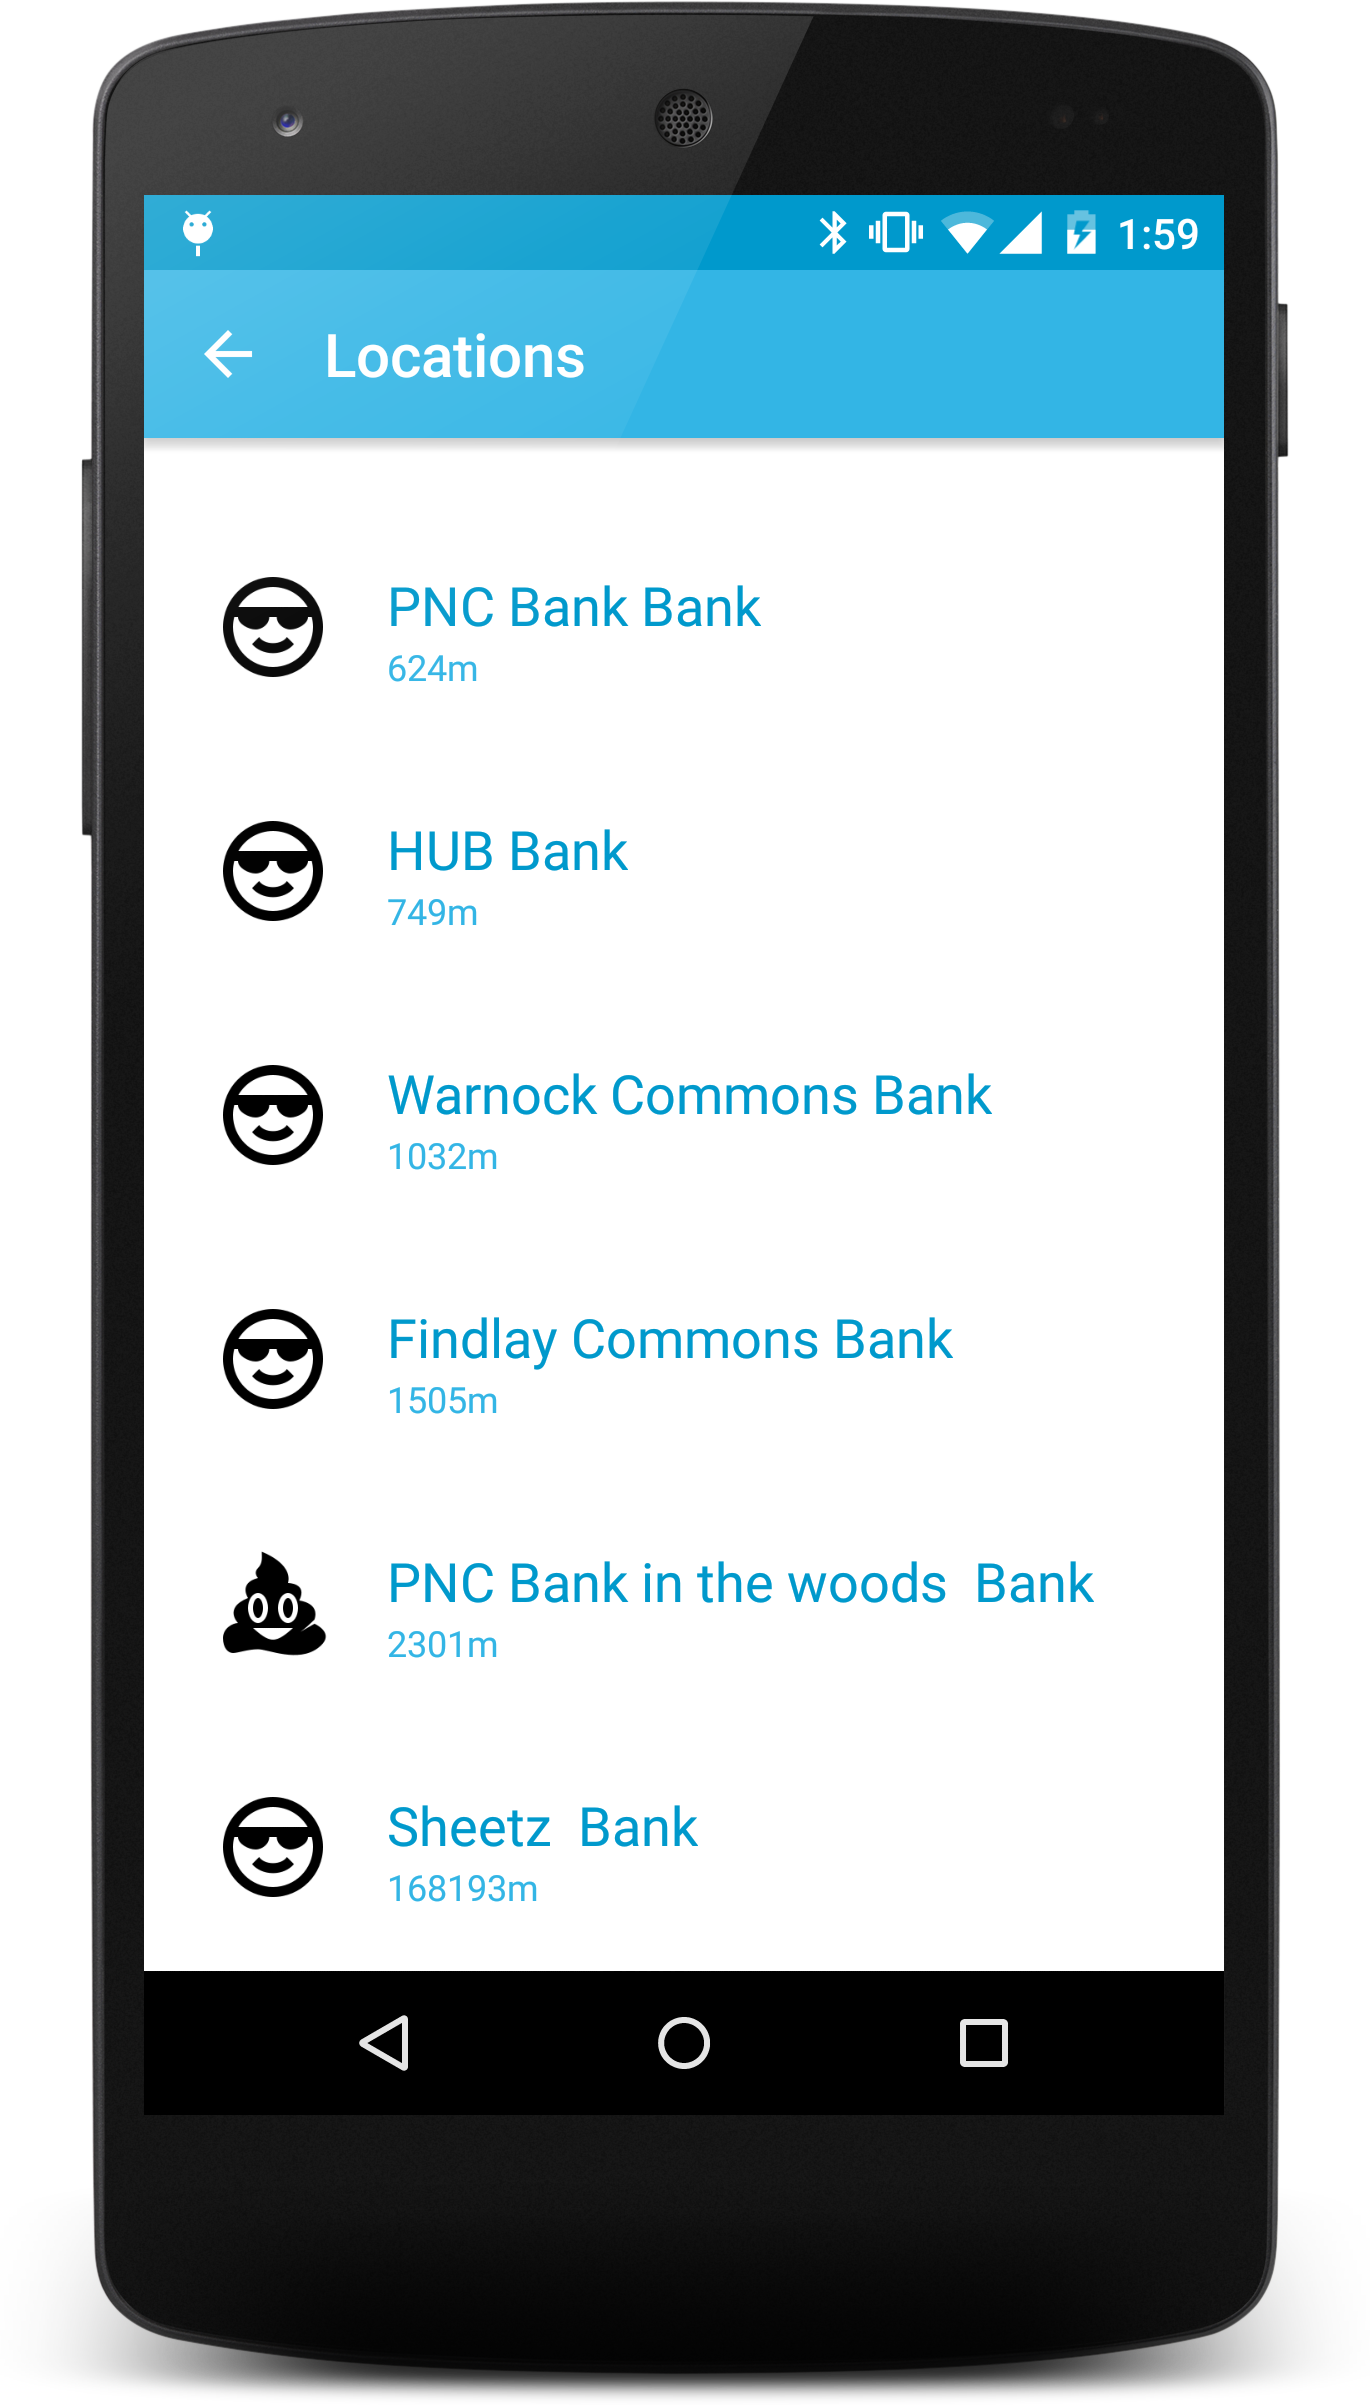 1:59
Locations
PNC Bank Bank
624m
HUB Bank
749m
Warnock Commons Bank
1032m
Findlay Commons Bank
1505m
PNC Bank in the woods  Bank
2301m
Sheetz  Bank
168193m